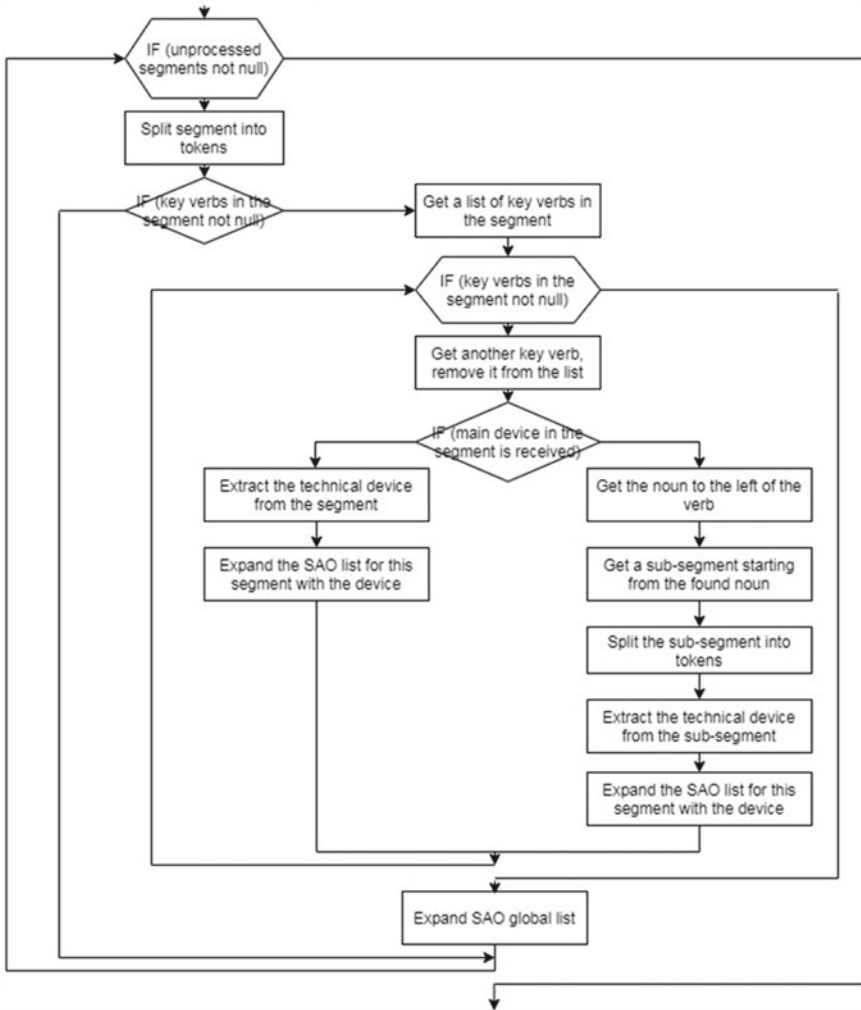 IF (unprocessed
segments not null)
Split segment into
tokens
IF (key verbs in the
segment not null)
Get a list of key verbs in
the segment
IF (key verbs in the
segment not null)
Get another key verb,
remove it from the list
IF (main device in the
segment is received)
Extract the technical device
from the segment
Expand the SAO list for this
segment with the device
Get the noun to the left of the
verb
Get a sub-segment starting
from the found noun
Split the sub-segment into
tokens
Extract the technical device
from the sub-segment
Expand the SAO list for this
segment with the device
Expand SAO global list